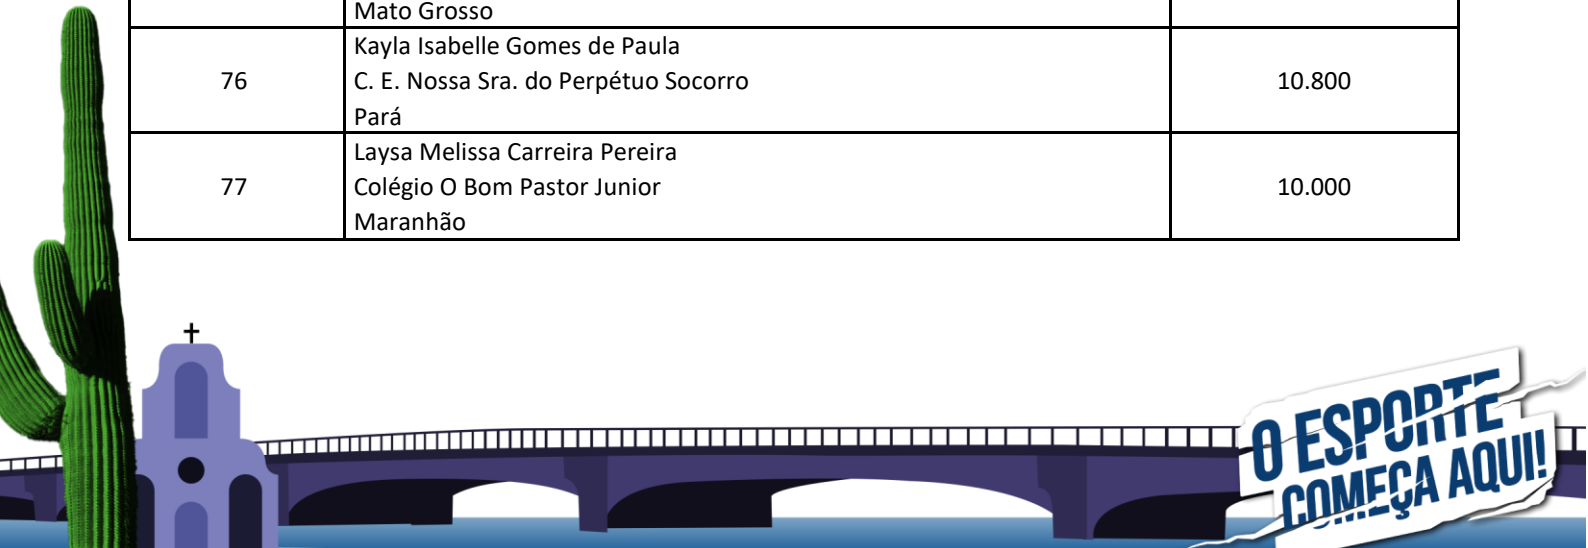 Mato Grosso
76
Kayla Isabelle Gomes de Paula
C. E. Nossa Sra. do Perpétuo Socorro
Pará
10.800
77
Laysa Melissa Carreira Pereira
Colégio O Bom Pastor Junior
Maranhão
10.000
O ESPORTE
COMEÇA AQUI!